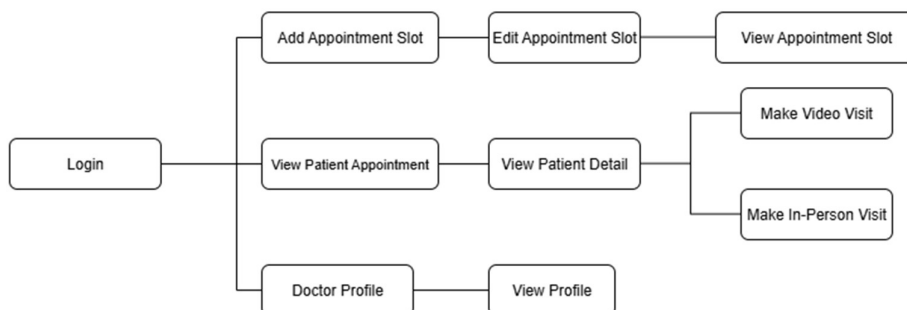 Add Appointment Slot
Edit Appointment Slot
View Appointment Slot
Make Video Visit
Login
View Patient Appointment
View Patient Detail
Make In-Person Visit
Doctor Profile
View Profile